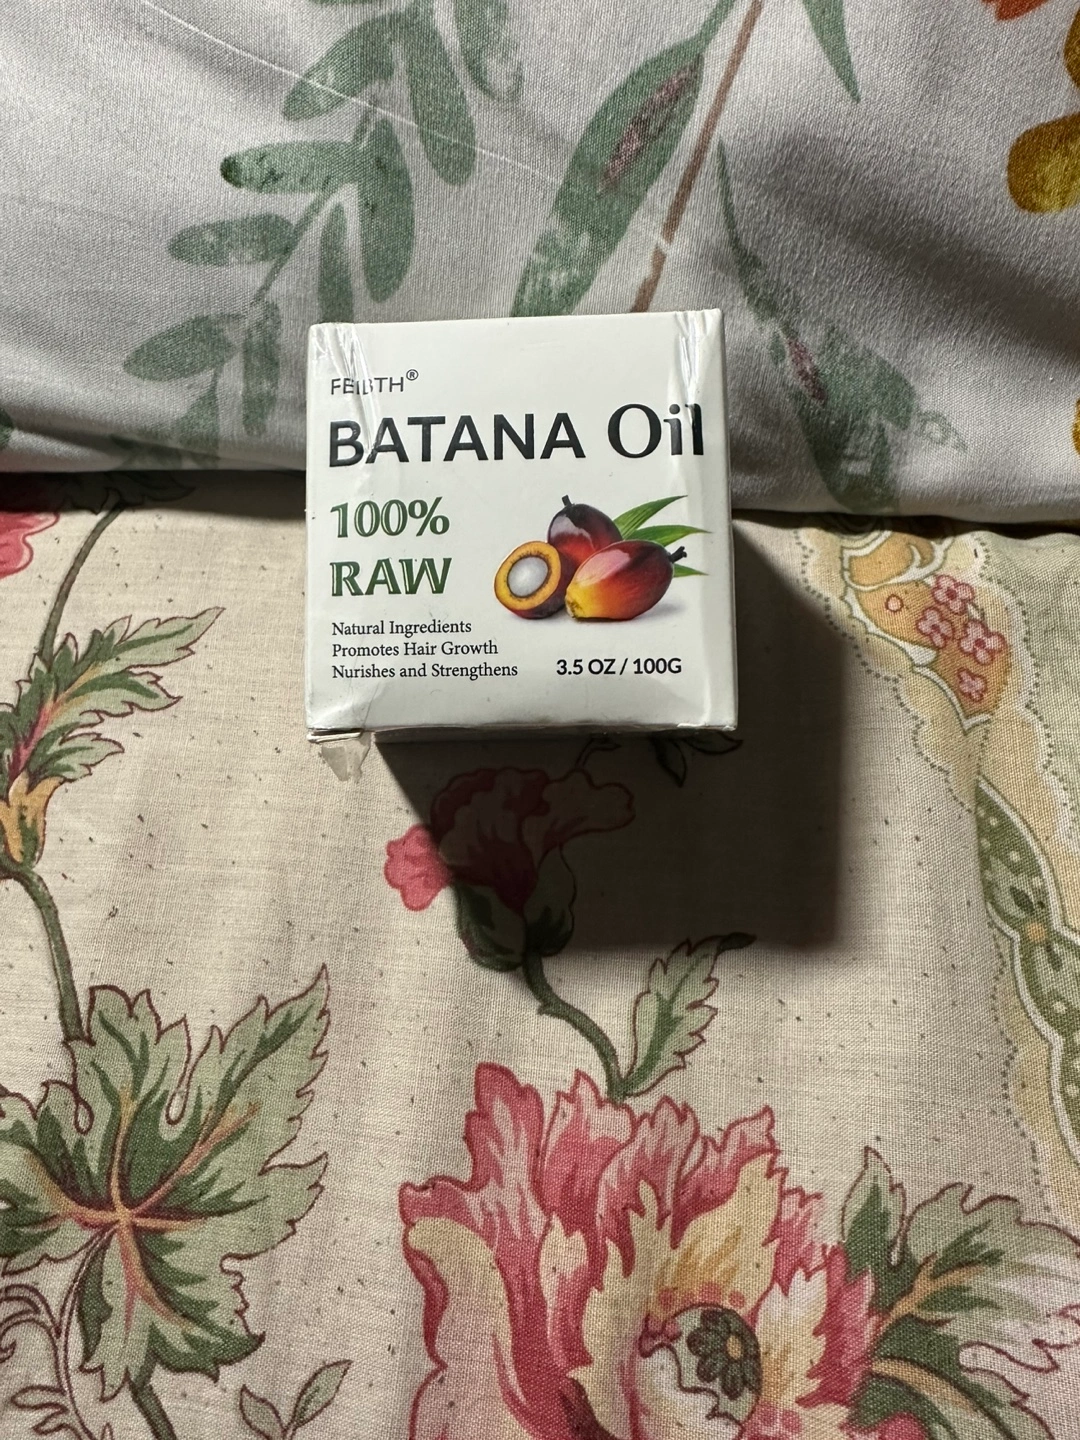 FEIBTH®
BATANA Oil
100%
RAW
Natural Ingredients
Promotes Hair Growth
Nurishes and Strengthens
3.5 OZ / 100G